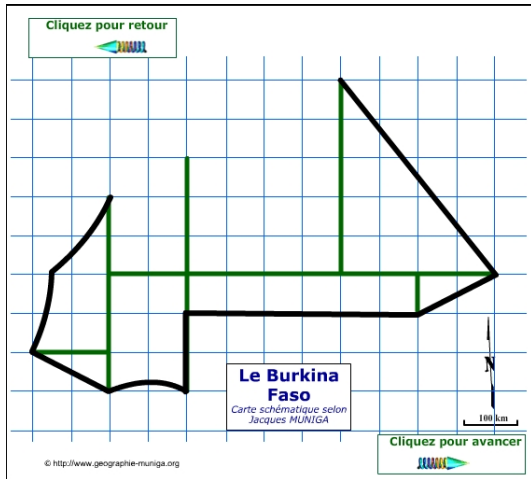 Cliquez pour retour
N
Le Burkina
Faso
Carte schématique selon
Jacques MUNIGA
100 km
Cliquez pour avancer
© http://www.geographie-muniga.org